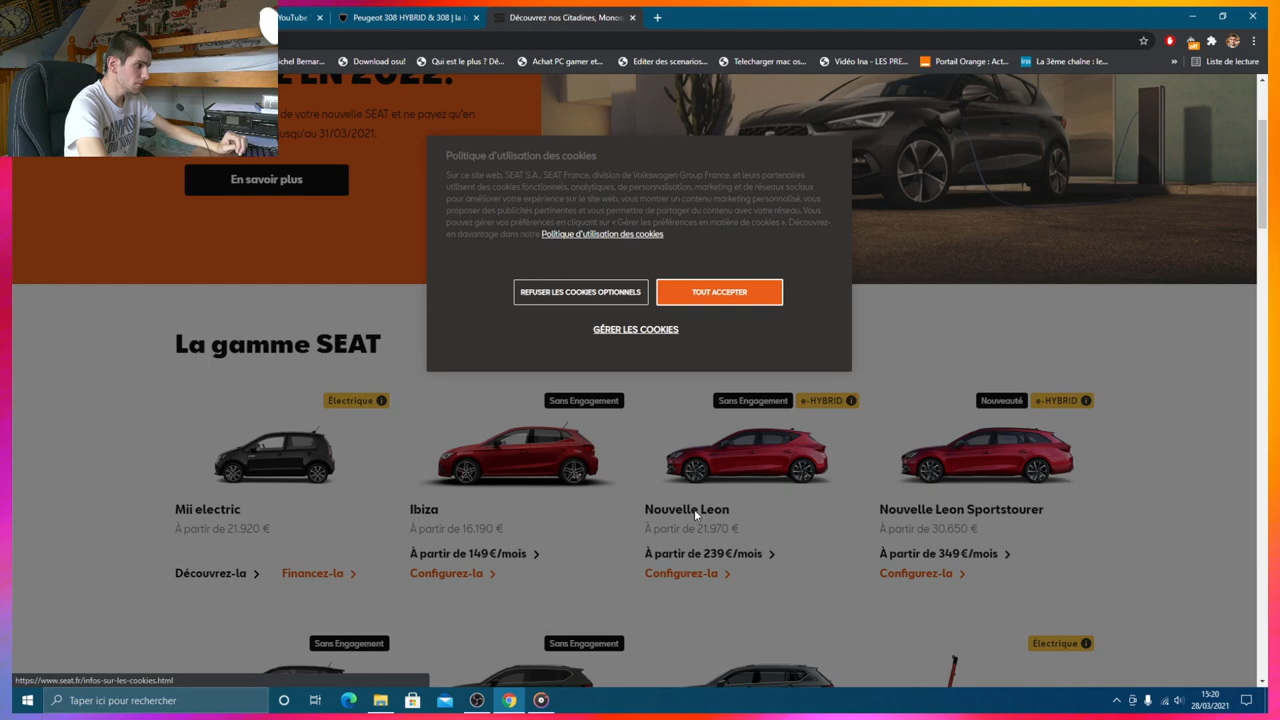 YouTube
Peugeot 308 HYBRID & 308 | la b
Découvrez nos Citadines, Mono
Michel Bernar...
Download osu!
Qui est le plus ? Dé...
Achat PC gamer et...
Editer des scenarios...
Telecharger mac os...
Vidéo Ina - LES PRE...
Portail Orange : Act...
La 3ème chaîne : le...
»
Liste de lecture
E EN 2022.
de votre nouvelle SEAT et ne payez qu'en
usqu'au 31/03/2021.
En savoir plus
Politique d'utilisation des cookies
Sur ce site web, SEAT S.A., SEAT France, division de Volkswagen Group France, et leurs partenaires
utilisent des cookies fonctionnels, analytiques, de personnalisation, marketing et de réseaux sociaux
pour améliorer votre expérience sur le site web, vous montrer un contenu marketing personnalisé, vous
proposer des publicités pertinentes et vous permettre de partager du contenu avec votre réseau. Vous
pouvez gérer vos préférences en cliquant sur « Gérer les préférences en matière de cookies ». Découvrez-
en davantage dans notre Politique d'utilisation des cookies
REFUSER LES COOKIES OPTIONNELS
TOUT ACCEPTER
GÉRER LES COOKIES
La gamme SEAT
Électrique
Sans Engagement
Sans Engagement
e-HYBRID
Nouveauté
e-HYBRID
Mii electric
À partir de 21.920 €
Découvrez-la
Financez-la
Ibiza
À partir de 16.190 €
À partir de 149€/mois
Configurez-la
Nouvelle Leon
À partir de 21.970 €
À partir de 239€/mois
Configurez-la
Nouvelle Leon Sportstourer
À partir de 30.650 €
À partir de 349€/mois
Configurez-la
Sans Engagement
Sans Engagement
Électrique
https://www.seat.fr/infos-sur-les-cookies.html
Taper ici pour rechercher
15:20
28/03/2021